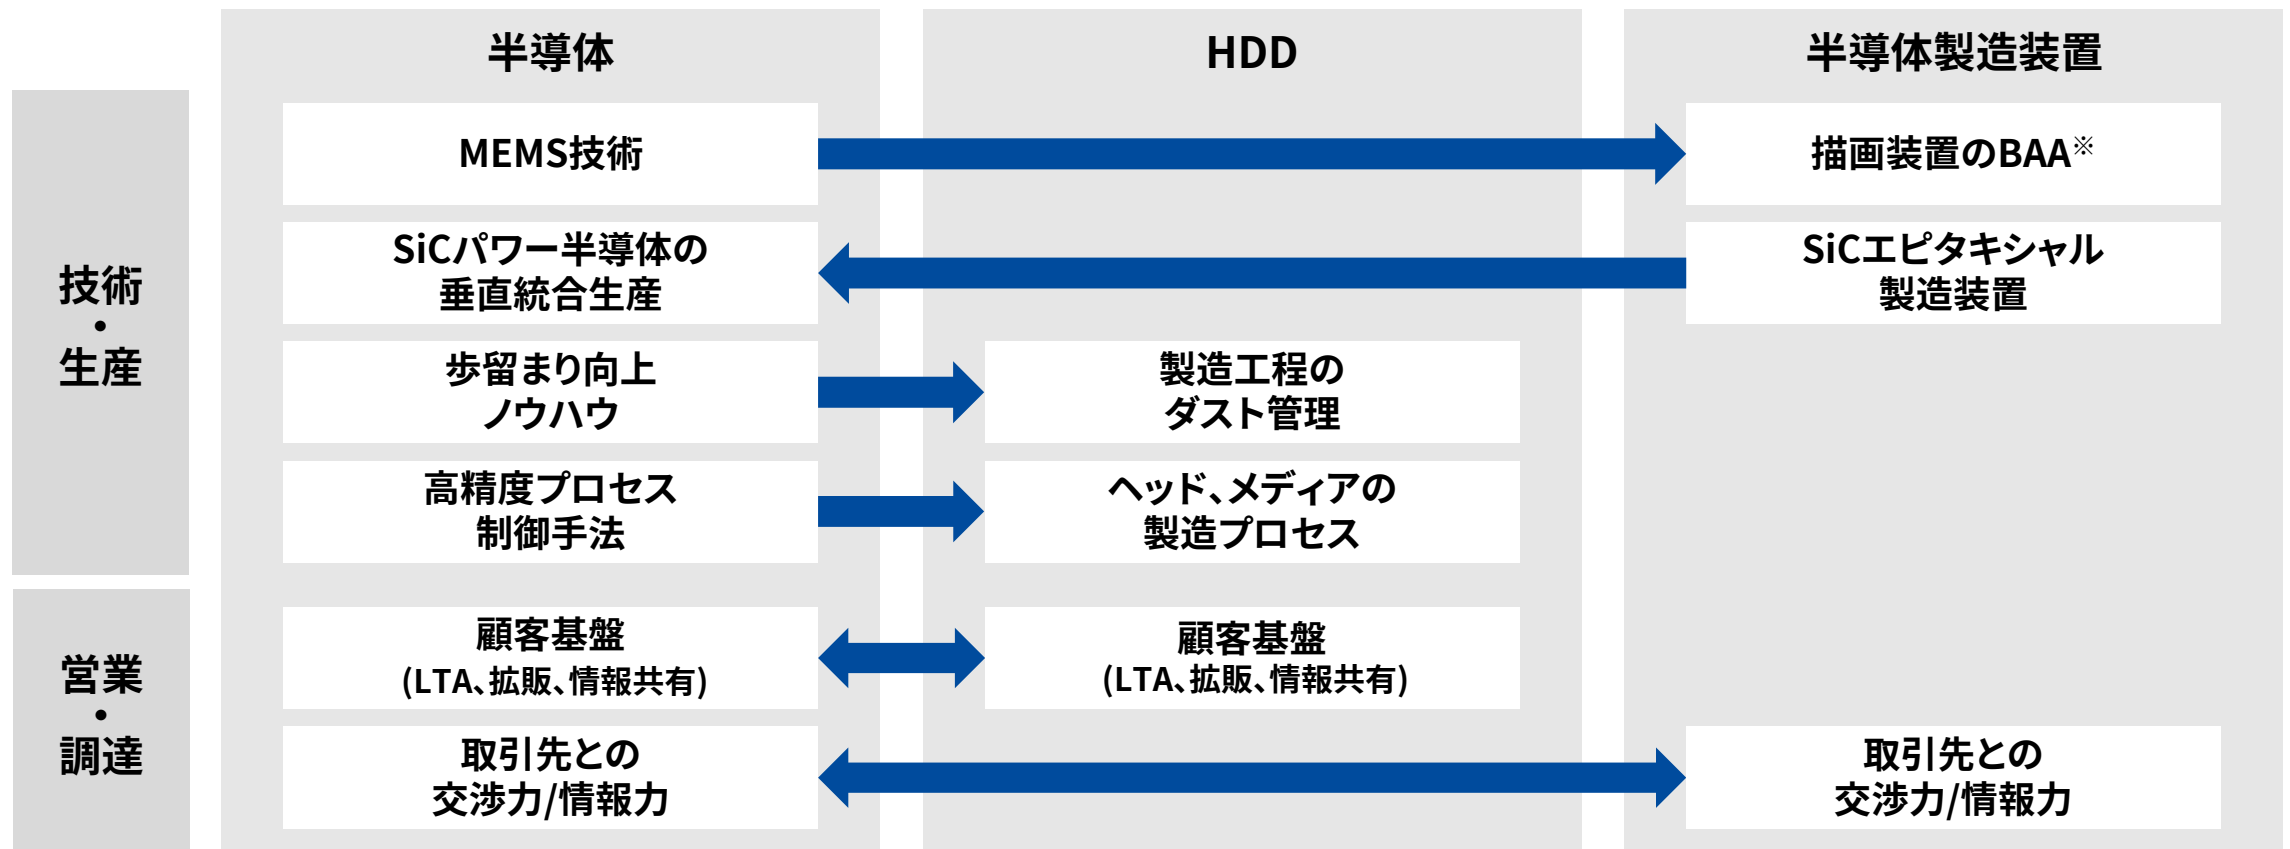 半導体
HDD
半導体製造装置
技術
・
生産
MEMS技術
描画装置のBAA※
SiCパワー半導体の
垂直統合生産
SiCエピタキシャル
製造装置
歩留まり向上
ノウハウ
製造工程の
ダスト管理
高精度プロセス
制御手法
ヘッド、メディアの
製造プロセス
営業
・
調達
顧客基盤
(LTA、拡販、情報共有)
顧客基盤
(LTA、拡販、情報共有)
取引先との
交渉力/情報力
取引先との
交渉力/情報力